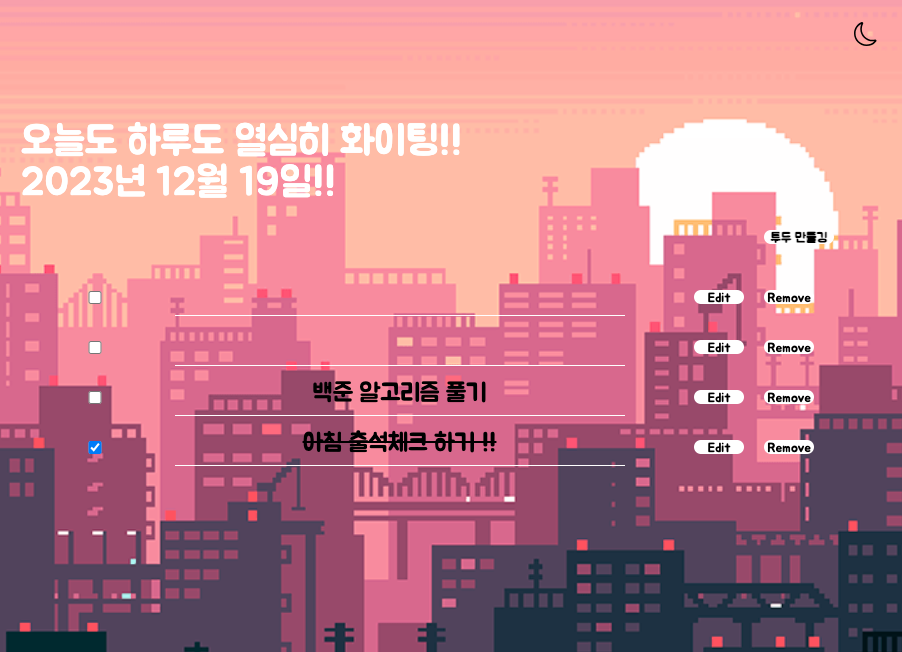 오늘도 하루도 열심히 화이팅!!
2023년 12월 19일!!
투두 만들깅
Edit Remove
Edit Remove
백준 알고리즘 풀기 Edit Remove
아침 출석체크 하기 !! Edit Remove